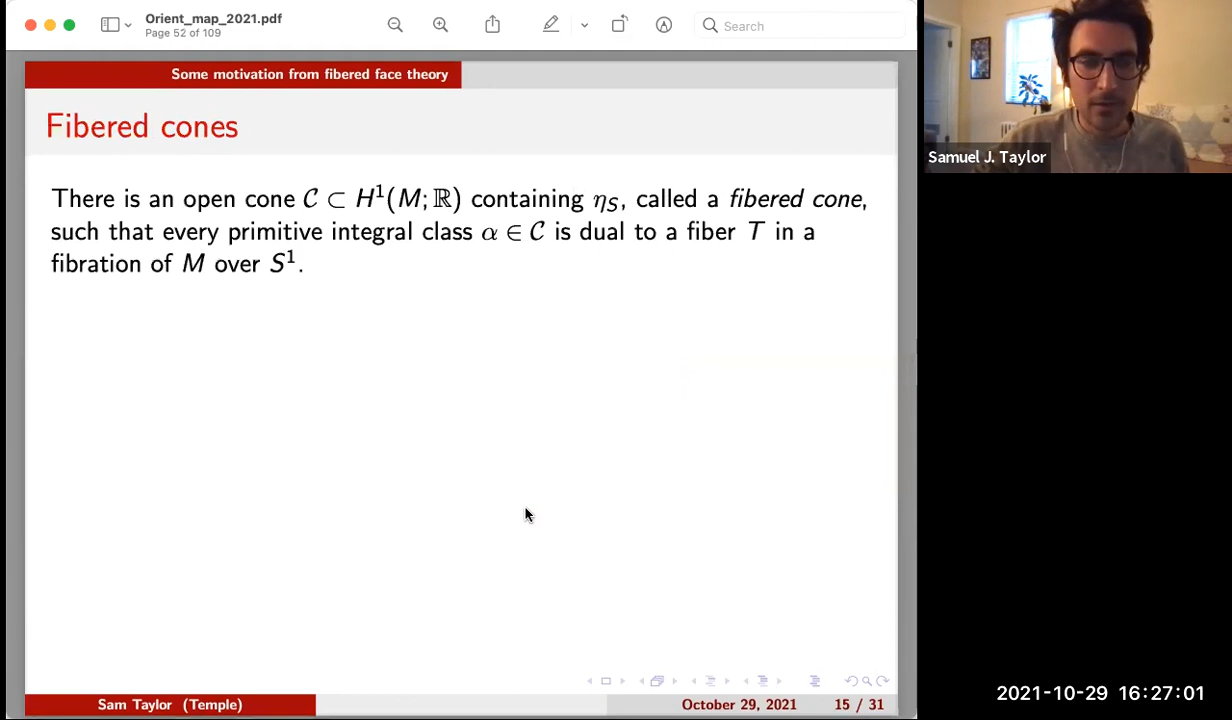 Orient_map_2021.pdf
Page 52 of 109
Search
Some motivation from fibered face theory
Fibered cones
There is an open cone 𝒞 ⊂ H¹(M; ℝ) containing η_S, called a fibered cone,
such that every primitive integral class α ∈ 𝒞 is dual to a fiber T in a
fibration of M over S¹.
Sam Taylor (Temple)
October 29, 2021
15 / 31
Samuel J. Taylor
2021-10-29 16:27:01